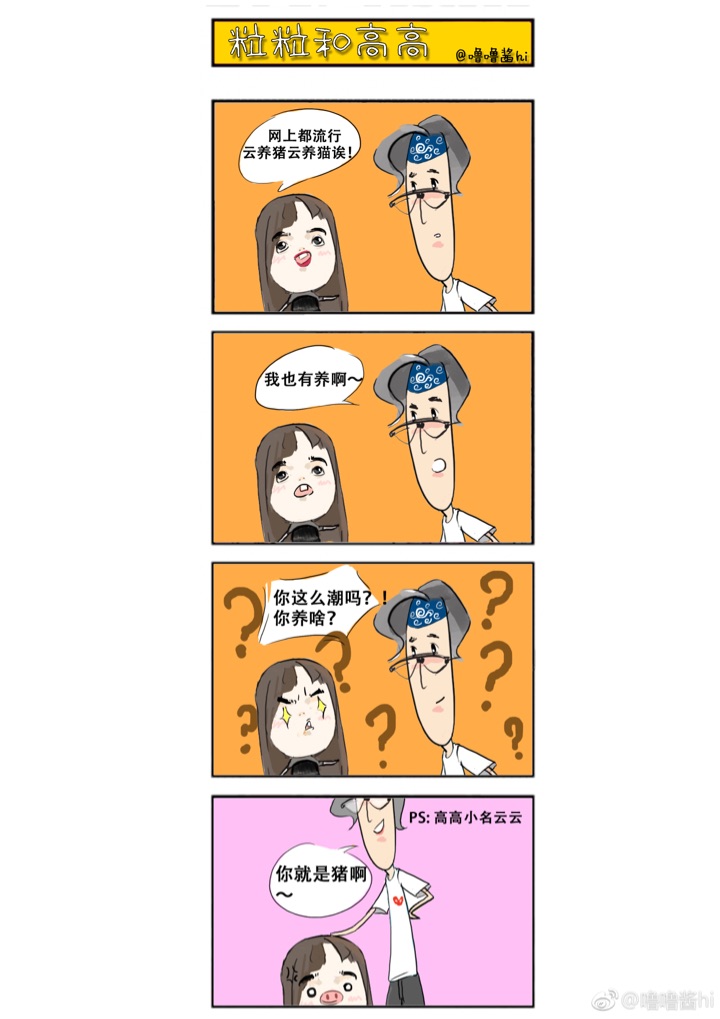 粒粒和高高
@噜噜酱hi
网上都流行
云养猪云养猫诶！
我也有养啊～
你这么潮吗？！
你养啥？
PS: 高高小名云云
你就是猪啊
～
@噜噜酱hi